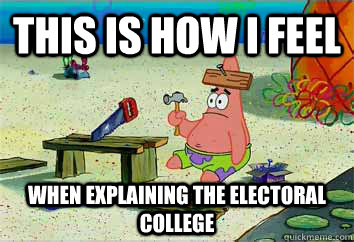 THIS IS HOW I FEEL
WHEN EXPLAINING THE ELECTORAL
COLLEGE
quickmeme.com